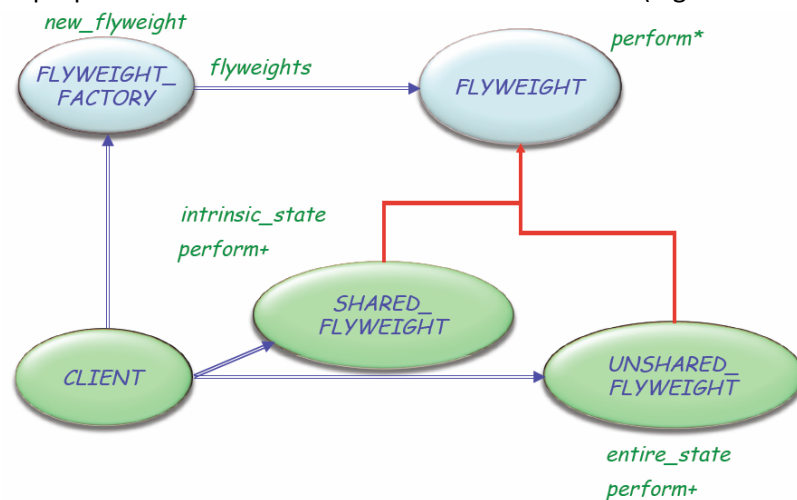 new_flyweight
perform*
FLYWEIGHT_
FACTORY
flyweights
FLYWEIGHT
intrinsic_state
perform+
SHARED_
FLYWEIGHT
CLIENT
UNSHARED_
FLYWEIGHT
entire_state
perform+